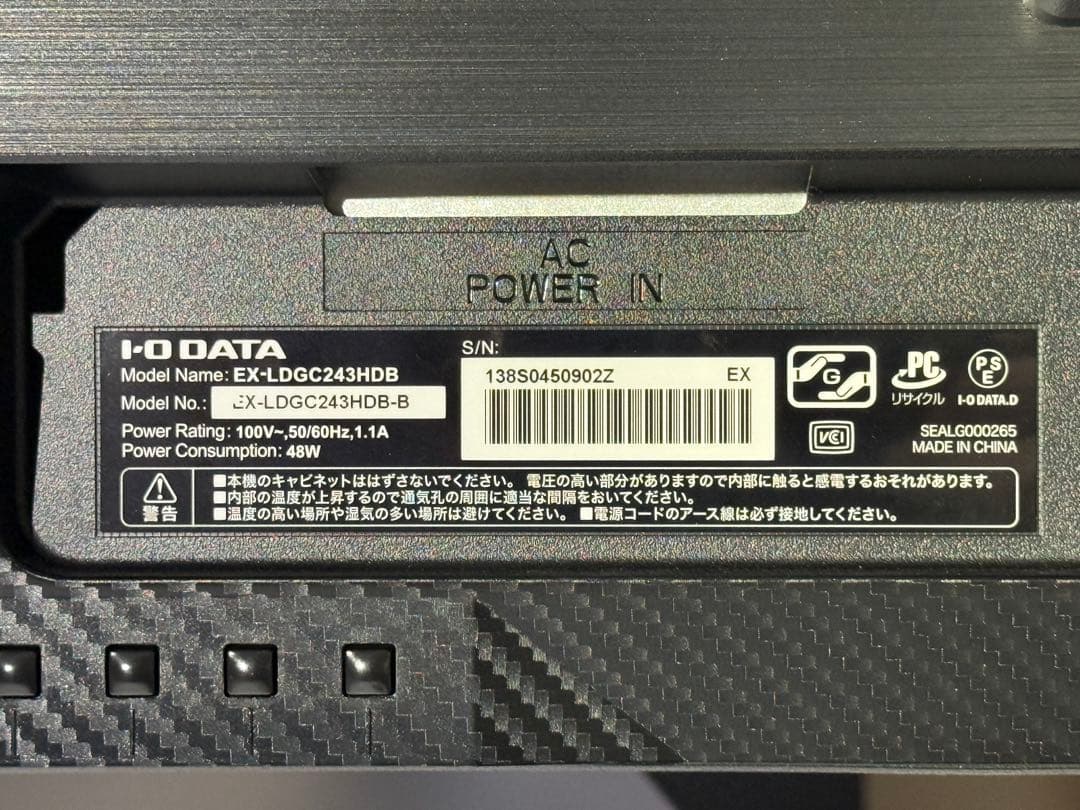 AC
POWER IN
I-O DATA
Model Name: EX-LDGC243HDB
Model No.: EX-LDGC243HDB-B
Power Rating: 100V~,50/60Hz,1.1A
Power Consumption: 48W
S/N:
138S0450902Z EX
G
PC
リサイクル
PS
E
I-O DATA.D
VCCI
SEALG000265
MADE IN CHINA
警告
■本機のキャビネットははずさないでください。 電圧の高い部分がありますので内部に触ると感電するおそれがあります。
■内部の温度が上昇するので通気孔の周囲に適当な間隔をおいてください。
■温度の高い場所や湿気の多い場所は避けてください。 ■電源コードのアース線は必ず接地してください。